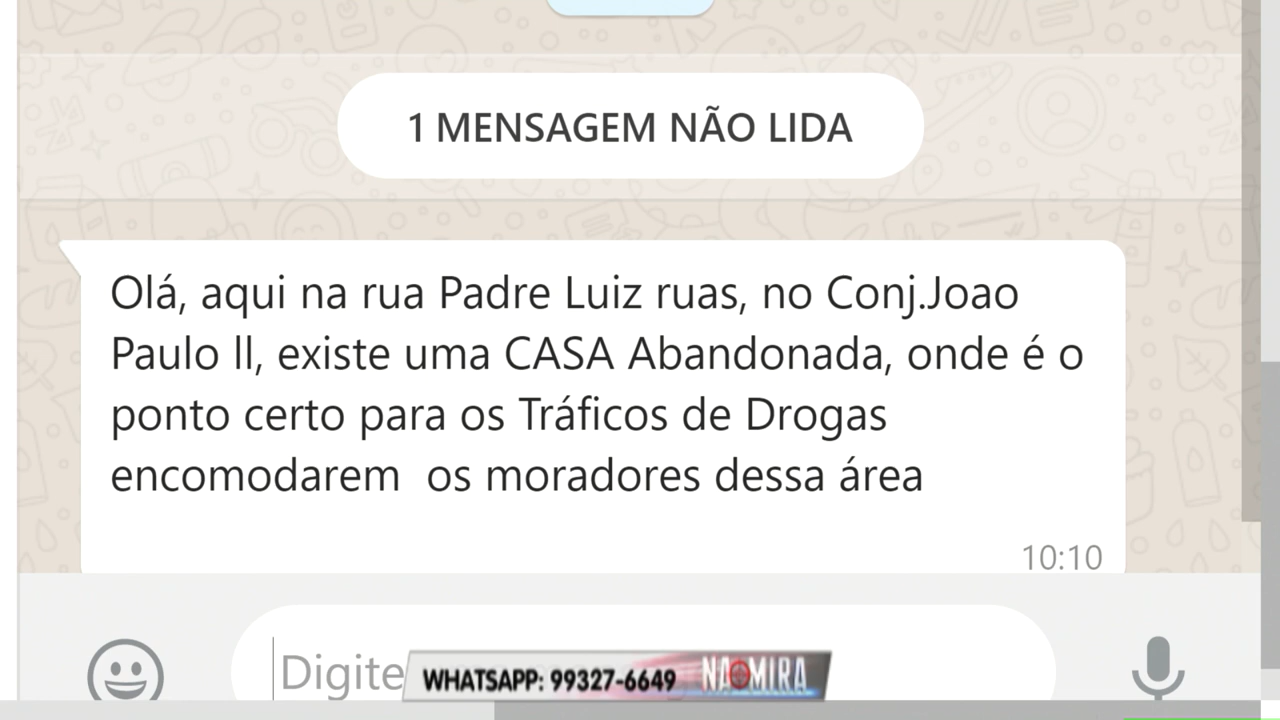 1 MENSAGEM NÃO LIDA
Olá, aqui na rua Padre Luiz ruas, no Conj.Joao
Paulo ll, existe uma CASA Abandonada, onde é o
ponto certo para os Tráficos de Drogas
encomodarem os moradores dessa área
10:10
Digite
WHATSAPP: 99327-6649 NA MIRA